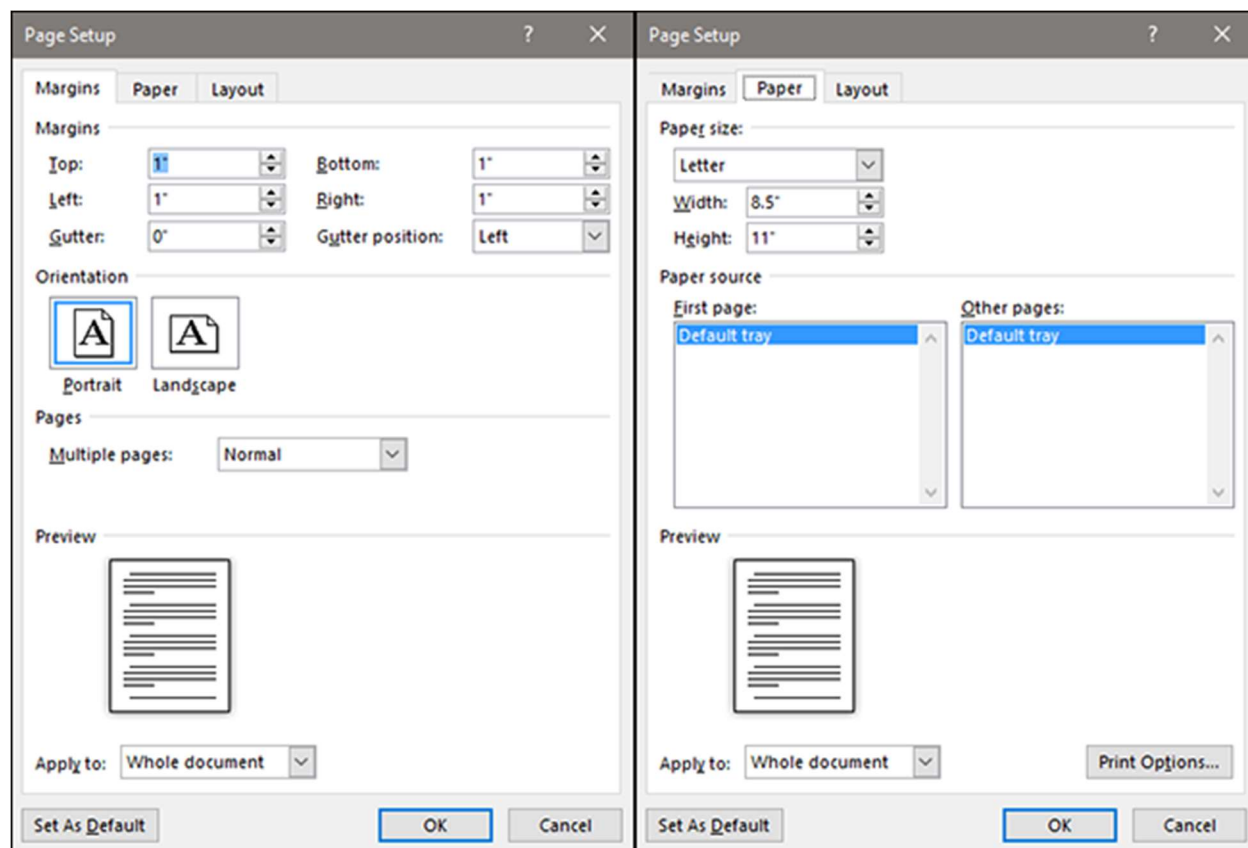 Page Setup ? ×
Margins Paper Layout
Margins
Top: 1" Bottom: 1"
Left: 1" Right: 1"
Gutter: 0" Gutter position: Left
Orientation
A A
Portrait Landscape
Pages
Multiple pages: Normal
Preview
Apply to: Whole document
Set As Default OK Cancel
Page Setup ? ×
Margins Paper Layout
Paper size:
Letter
Width: 8.5"
Height: 11"
Paper source
First page: Other pages:
Default tray Default tray
Preview
Apply to: Whole document Print Options...
Set As Default OK Cancel